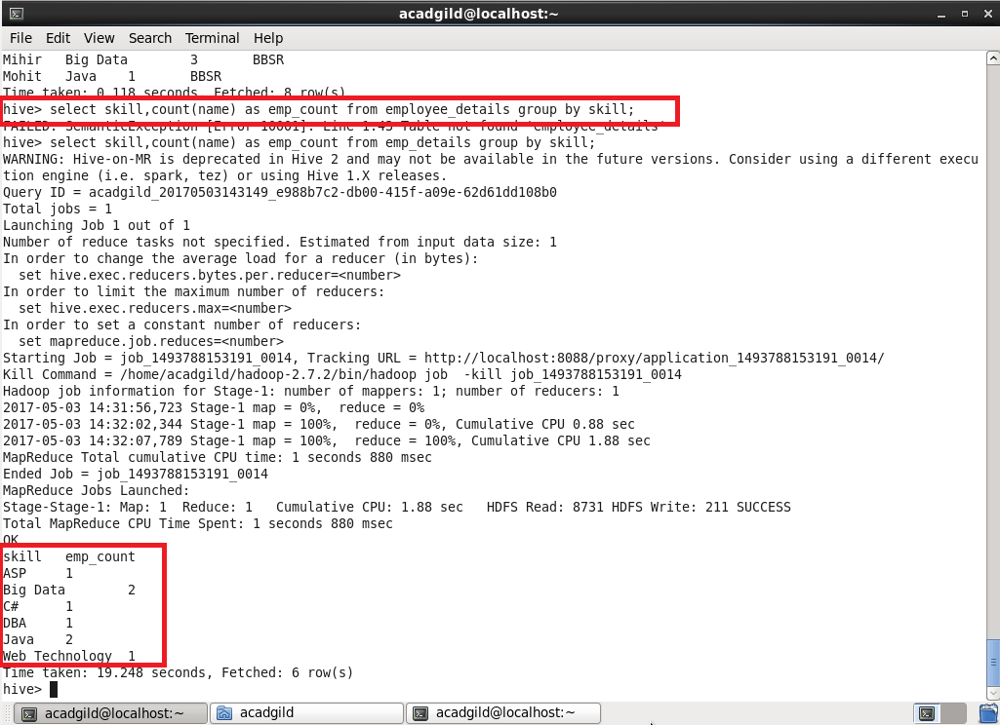 acadgild@localhost:~
File Edit View Search Terminal Help
Mihir Big Data 3 BBSR
Mohit Java 1 BBSR
Time taken: 0.118 seconds, Fetched: 8 row(s)
hive> select skill,count(name) as emp_count from employee_details group by skill;
FAILED: SemanticException [Error 10001]: Line 1:45 Table not found 'employee_details'
hive> select skill,count(name) as emp_count from emp_details group by skill;
WARNING: Hive-on-MR is deprecated in Hive 2 and may not be available in the future versions. Consider using a different execu
tion engine (i.e. spark, tez) or using Hive 1.X releases.
Query ID = acadgild_20170503143149_e988b7c2-db00-415f-a09e-62d61dd108b0
Total jobs = 1
Launching Job 1 out of 1
Number of reduce tasks not specified. Estimated from input data size: 1
In order to change the average load for a reducer (in bytes):
  set hive.exec.reducers.bytes.per.reducer=<number>
In order to limit the maximum number of reducers:
  set hive.exec.reducers.max=<number>
In order to set a constant number of reducers:
  set mapreduce.job.reduces=<number>
Starting Job = job_1493788153191_0014, Tracking URL = http://localhost:8088/proxy/application_1493788153191_0014/
Kill Command = /home/acadgild/hadoop-2.7.2/bin/hadoop job  -kill job_1493788153191_0014
Hadoop job information for Stage-1: number of mappers: 1; number of reducers: 1
2017-05-03 14:31:56,723 Stage-1 map = 0%,  reduce = 0%
2017-05-03 14:32:02,344 Stage-1 map = 100%,  reduce = 0%, Cumulative CPU 0.88 sec
2017-05-03 14:32:07,789 Stage-1 map = 100%,  reduce = 100%, Cumulative CPU 1.88 sec
MapReduce Total cumulative CPU time: 1 seconds 880 msec
Ended Job = job_1493788153191_0014
MapReduce Jobs Launched:
Stage-Stage-1: Map: 1  Reduce: 1   Cumulative CPU: 1.88 sec   HDFS Read: 8731 HDFS Write: 211 SUCCESS
Total MapReduce CPU Time Spent: 1 seconds 880 msec
OK
skill emp_count
ASP 1
Big Data 2
C# 1
DBA 1
Java 2
Web Technology 1
Time taken: 19.248 seconds, Fetched: 6 row(s)
hive>
acadgild@localhost:~ acadgild acadgild@localhost:~